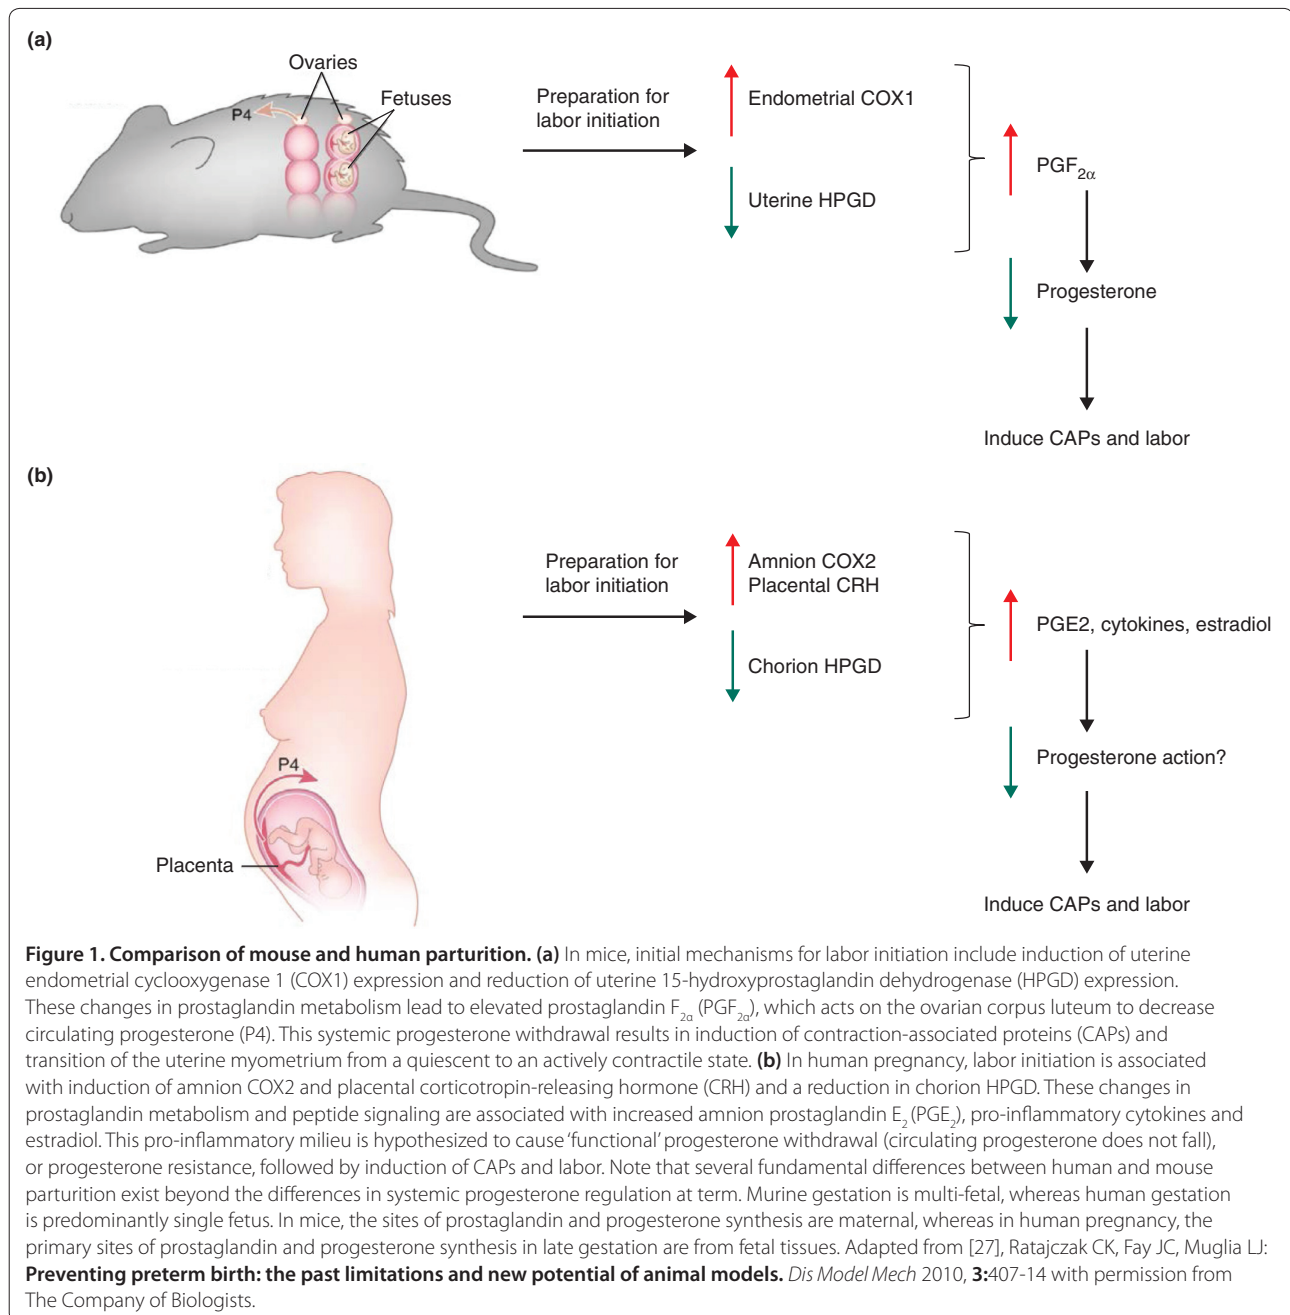 (a)
Ovaries
Fetuses
P4
Preparation for
labor initiation
Endometrial COX1
Uterine HPGD
PGF2α
Progesterone
Induce CAPs and labor
(b)
Preparation for
labor initiation
Amnion COX2
Placental CRH
Chorion HPGD
PGE2, cytokines, estradiol
Progesterone action?
P4
Placenta
Induce CAPs and labor
Figure 1. Comparison of mouse and human parturition. (a) In mice, initial mechanisms for labor initiation include induction of uterine
endometrial cyclooxygenase 1 (COX1) expression and reduction of uterine 15-hydroxyprostaglandin dehydrogenase (HPGD) expression.
These changes in prostaglandin metabolism lead to elevated prostaglandin F2α (PGF2α), which acts on the ovarian corpus luteum to decrease
circulating progesterone (P4). This systemic progesterone withdrawal results in induction of contraction-associated proteins (CAPs) and
transition of the uterine myometrium from a quiescent to an actively contractile state. (b) In human pregnancy, labor initiation is associated
with induction of amnion COX2 and placental corticotropin-releasing hormone (CRH) and a reduction in chorion HPGD. These changes in
prostaglandin metabolism and peptide signaling are associated with increased amnion prostaglandin E2 (PGE2), pro-inflammatory cytokines and
estradiol. This pro-inflammatory milieu is hypothesized to cause 'functional' progesterone withdrawal (circulating progesterone does not fall),
or progesterone resistance, followed by induction of CAPs and labor. Note that several fundamental differences between human and mouse
parturition exist beyond the differences in systemic progesterone regulation at term. Murine gestation is multi-fetal, whereas human gestation
is predominantly single fetus. In mice, the sites of prostaglandin and progesterone synthesis are maternal, whereas in human pregnancy, the
primary sites of prostaglandin and progesterone synthesis in late gestation are from fetal tissues. Adapted from [27], Ratajczak CK, Fay JC, Muglia LJ:
Preventing preterm birth: the past limitations and new potential of animal models. Dis Model Mech 2010, 3:407-14 with permission from
The Company of Biologists.